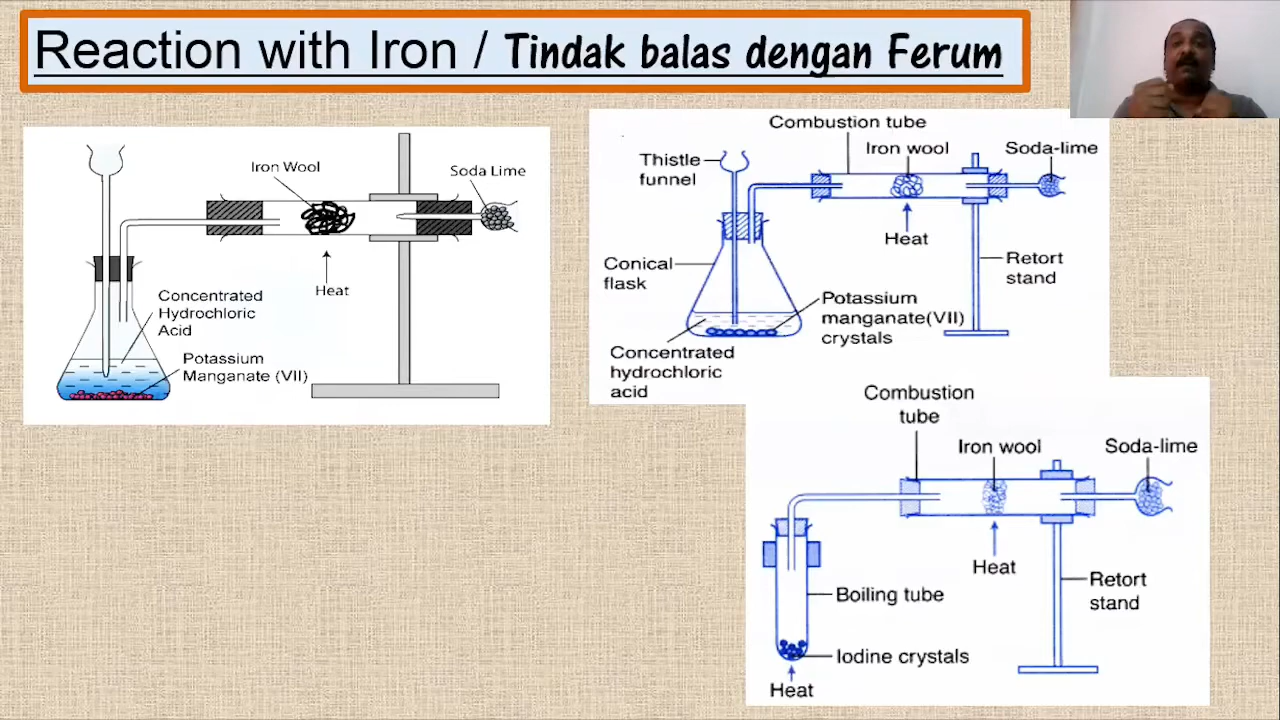 Reaction with Iron / Tindak balas dengan Ferum
Iron Wool
Soda Lime
Heat
Concentrated
Hydrochloric
Acid
Potassium
Manganate (VII)
Combustion tube
Iron wool
Soda-lime
Thistle
funnel
Heat
Conical
flask
Retort
stand
Potassium
manganate(VII)
crystals
Concentrated
hydrochloric
acid
Combustion
tube
Iron wool
Soda-lime
Heat
Boiling tube
Retort
stand
Iodine crystals
Heat